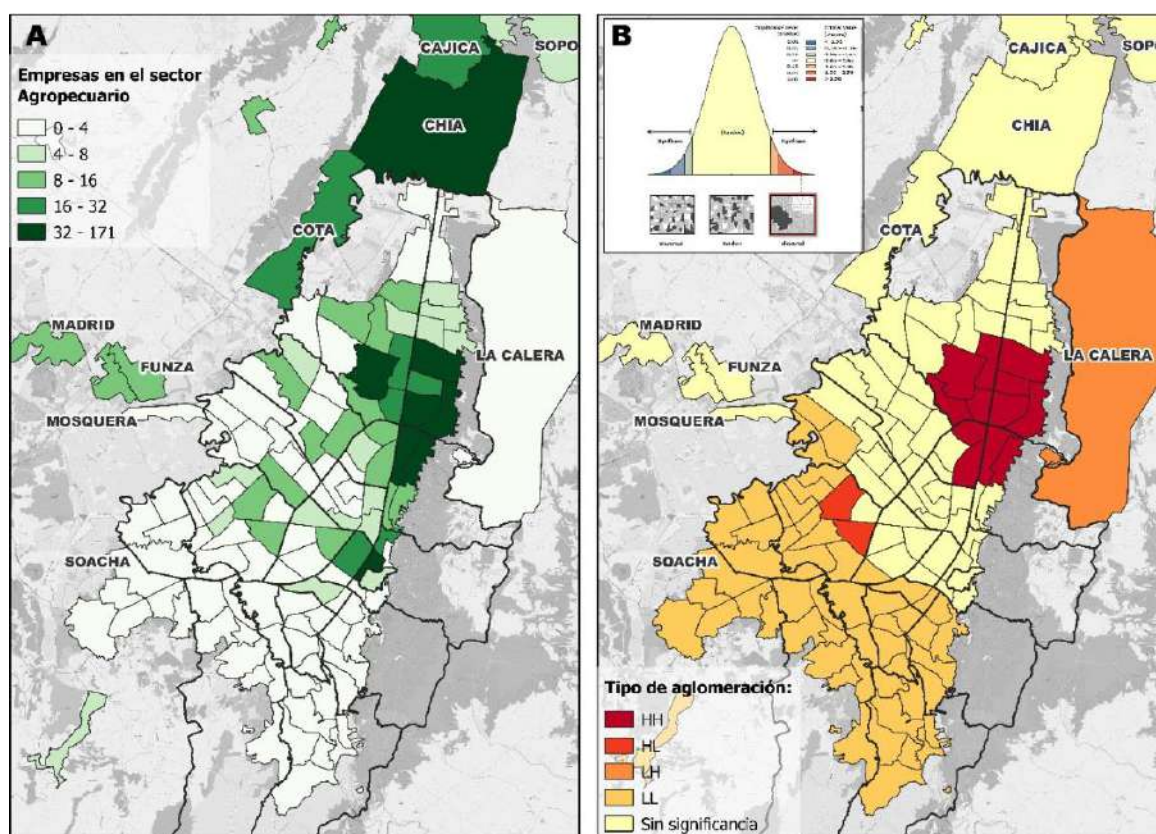 A
CAJICA
SOPO
Empresas en el sector
Agropecuario
0 - 4
4 - 8
8 - 16
16 - 32
32 - 171
CHIA
COTA
MADRID
FUNZA
LA CALERA
MOSQUERA
SOACHA
B
CAJICA
SOPO
CHIA
COTA
MADRID
FUNZA
LA CALERA
MOSQUERA
SOACHA
Tipo de aglomeración:
HH
HL
LH
LL
Sin significancia